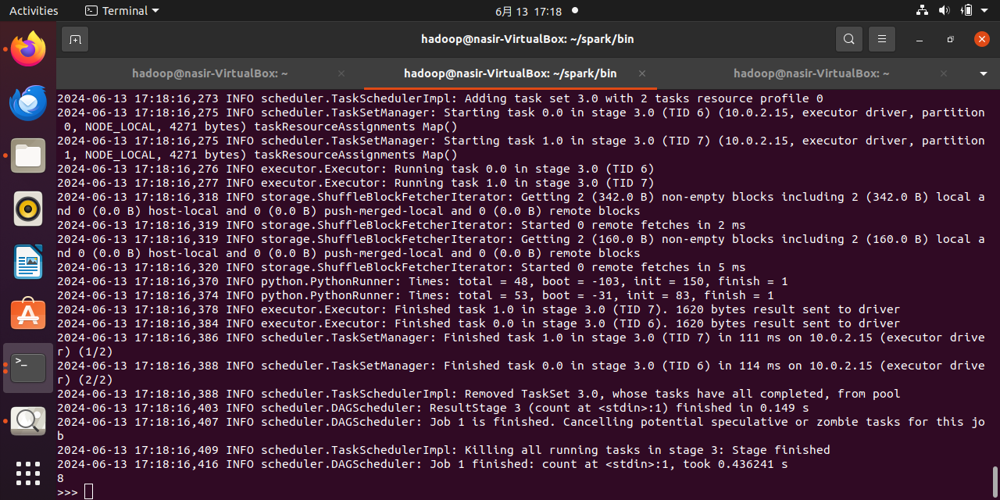 Activities
Terminal
6月 13 17:18
hadoop@nasir-VirtualBox: ~/spark/bin
hadoop@nasir-VirtualBox: ~
hadoop@nasir-VirtualBox: ~/spark/bin
hadoop@nasir-VirtualBox: ~
2024-06-13 17:18:16,273 INFO scheduler.TaskSchedulerImpl: Adding task set 3.0 with 2 tasks resource profile 0
2024-06-13 17:18:16,275 INFO scheduler.TaskSetManager: Starting task 0.0 in stage 3.0 (TID 6) (10.0.2.15, executor driver, partition
 0, NODE_LOCAL, 4271 bytes) taskResourceAssignments Map()
2024-06-13 17:18:16,275 INFO scheduler.TaskSetManager: Starting task 1.0 in stage 3.0 (TID 7) (10.0.2.15, executor driver, partition
 1, NODE_LOCAL, 4271 bytes) taskResourceAssignments Map()
2024-06-13 17:18:16,276 INFO executor.Executor: Running task 0.0 in stage 3.0 (TID 6)
2024-06-13 17:18:16,277 INFO executor.Executor: Running task 1.0 in stage 3.0 (TID 7)
2024-06-13 17:18:16,318 INFO storage.ShuffleBlockFetcherIterator: Getting 2 (342.0 B) non-empty blocks including 2 (342.0 B) local a
nd 0 (0.0 B) host-local and 0 (0.0 B) push-merged-local and 0 (0.0 B) remote blocks
2024-06-13 17:18:16,319 INFO storage.ShuffleBlockFetcherIterator: Started 0 remote fetches in 2 ms
2024-06-13 17:18:16,319 INFO storage.ShuffleBlockFetcherIterator: Getting 2 (160.0 B) non-empty blocks including 2 (160.0 B) local a
nd 0 (0.0 B) host-local and 0 (0.0 B) push-merged-local and 0 (0.0 B) remote blocks
2024-06-13 17:18:16,320 INFO storage.ShuffleBlockFetcherIterator: Started 0 remote fetches in 5 ms
2024-06-13 17:18:16,370 INFO python.PythonRunner: Times: total = 48, boot = -103, init = 150, finish = 1
2024-06-13 17:18:16,374 INFO python.PythonRunner: Times: total = 53, boot = -31, init = 83, finish = 1
2024-06-13 17:18:16,378 INFO executor.Executor: Finished task 1.0 in stage 3.0 (TID 7). 1620 bytes result sent to driver
2024-06-13 17:18:16,384 INFO executor.Executor: Finished task 0.0 in stage 3.0 (TID 6). 1620 bytes result sent to driver
2024-06-13 17:18:16,386 INFO scheduler.TaskSetManager: Finished task 1.0 in stage 3.0 (TID 7) in 111 ms on 10.0.2.15 (executor drive
r) (1/2)
2024-06-13 17:18:16,388 INFO scheduler.TaskSetManager: Finished task 0.0 in stage 3.0 (TID 6) in 114 ms on 10.0.2.15 (executor drive
r) (2/2)
2024-06-13 17:18:16,388 INFO scheduler.TaskSchedulerImpl: Removed TaskSet 3.0, whose tasks have all completed, from pool
2024-06-13 17:18:16,403 INFO scheduler.DAGScheduler: ResultStage 3 (count at <stdin>:1) finished in 0.149 s
2024-06-13 17:18:16,407 INFO scheduler.DAGScheduler: Job 1 is finished. Cancelling potential speculative or zombie tasks for this jo
b
2024-06-13 17:18:16,409 INFO scheduler.TaskSchedulerImpl: Killing all running tasks in stage 3: Stage finished
2024-06-13 17:18:16,416 INFO scheduler.DAGScheduler: Job 1 finished: count at <stdin>:1, took 0.436241 s
8
>>>